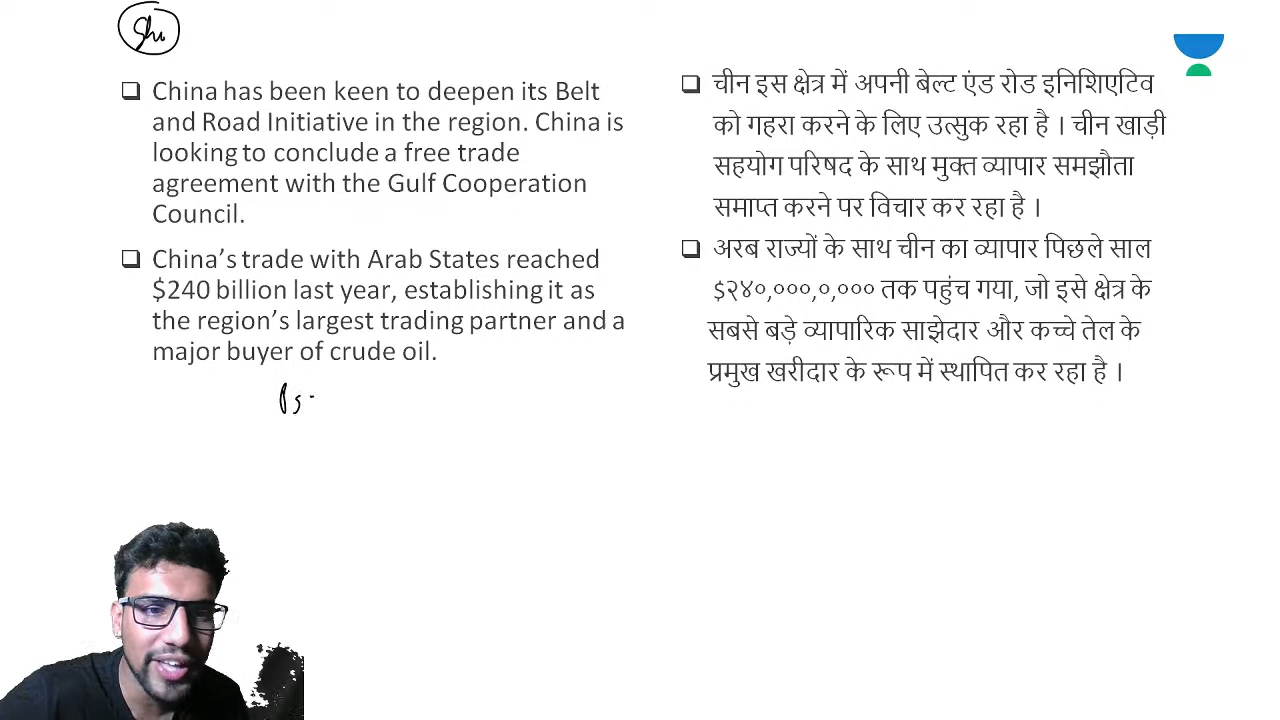 China has been keen to deepen its Belt
and Road Initiative in the region. China is
looking to conclude a free trade
agreement with the Gulf Cooperation
Council.
China's trade with Arab States reached
$240 billion last year, establishing it as
the region's largest trading partner and a
major buyer of crude oil.
चीन इस क्षेत्र में अपनी बेल्ट एंड रोड इनिशिएटिव
को गहरा करने के लिए उत्सुक रहा है । चीन खाड़ी
सहयोग परिषद के साथ मुक्त व्यापार समझौता
समाप्त करने पर विचार कर रहा है ।
अरब राज्यों के साथ चीन का व्यापार पिछले साल
$२४०,०००,०,००० तक पहुंच गया, जो इसे क्षेत्र के
सबसे बड़े व्यापारिक साझेदार और कच्चे तेल के
प्रमुख खरीदार के रूप में स्थापित कर रहा है ।